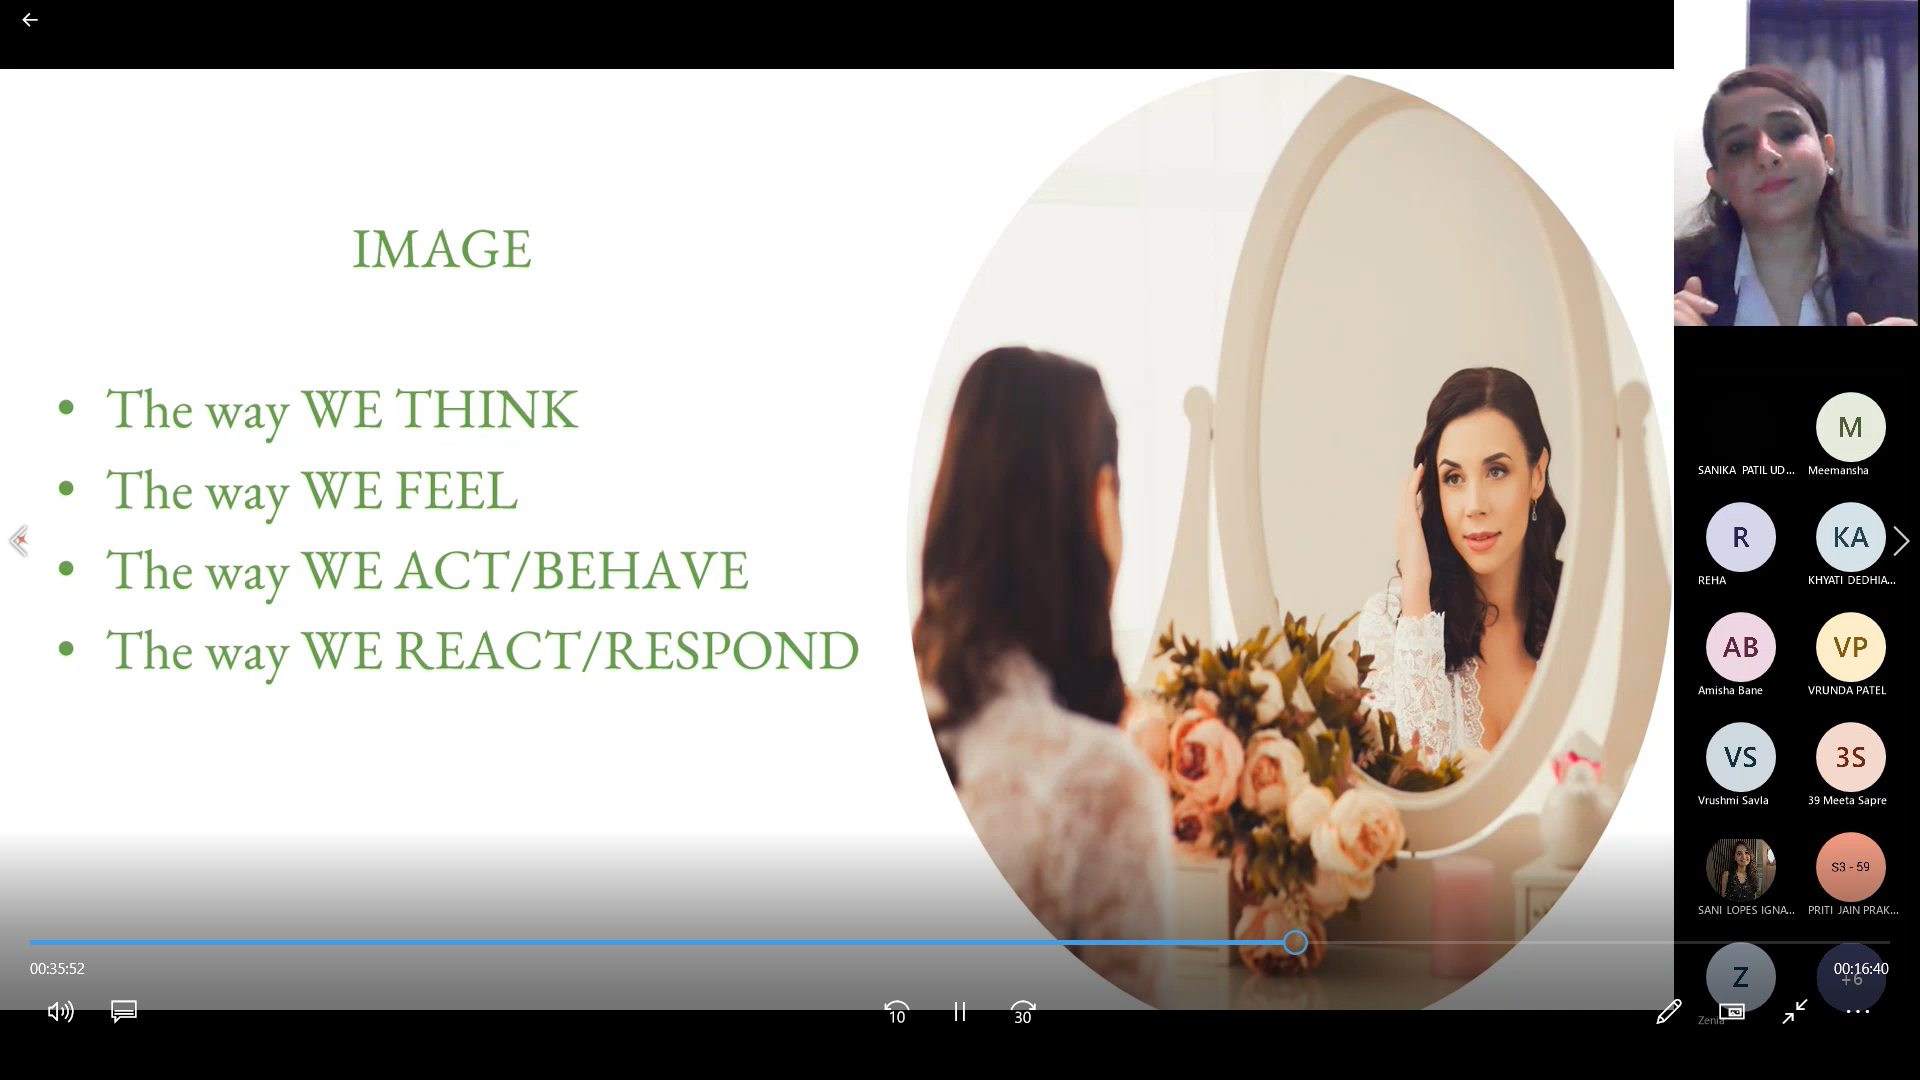 IMAGE
• The way WE THINK
• The way WE FEEL
• The way WE ACT/BEHAVE
• The way WE REACT/RESPOND
SANIKA PATIL UD...
M
Meemansha
R
REHA
KA
KHYATI DEDHIA...
AB
Amisha Bane
VP
VRUNDA PATEL
VS
Vrushmi Savla
3S
39 Meeta Sapre
SANI LOPES IGNA...
S3 - 59
PRITI JAIN PRAK...
Z
Zenia
+6
00:35:52
00:16:40
10
30